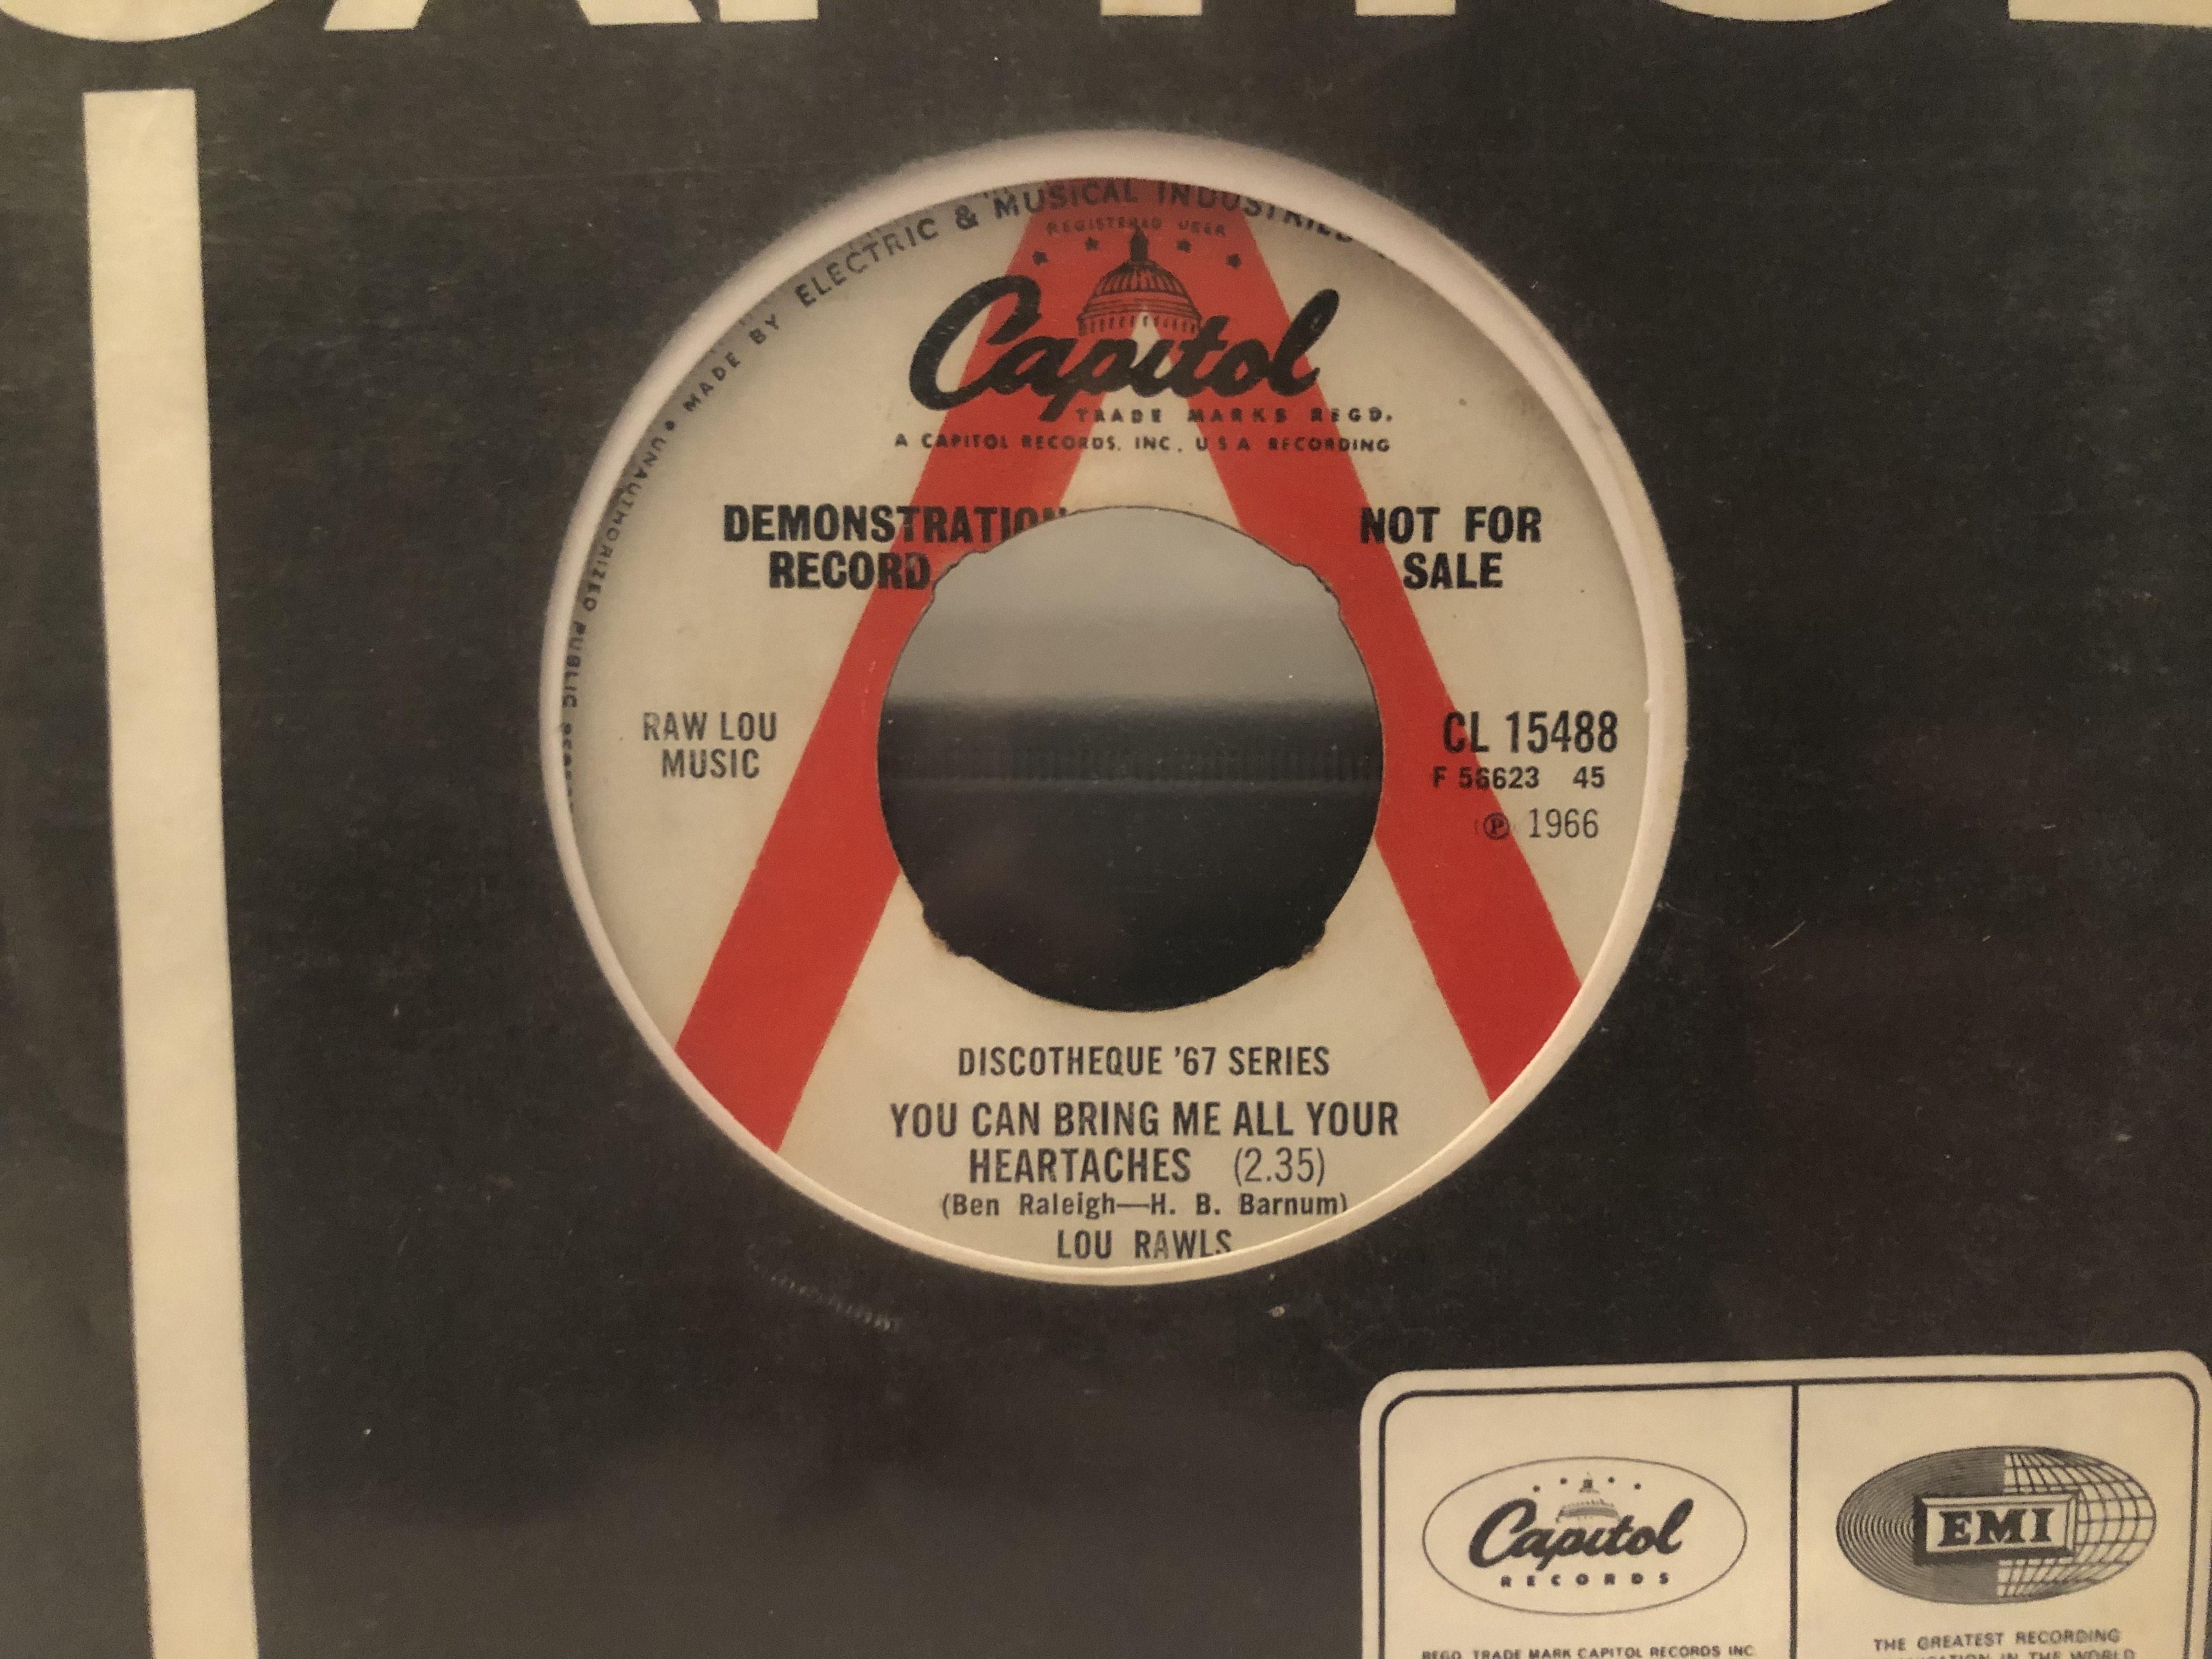 MADE BY ELECTRIC & MUSICAL INDUSTRIES
REGISTERED USER
Capitol
TRADE MARKS REGD.
A CAPITOL RECORDS, INC. U S A RECORDING
DEMONSTRATION NOT FOR
RECORD SALE
UNAUTHORIZED PUBLIC
RAW LOU
MUSIC
CL 15488
F 56623 45
℗ 1966
DISCOTHEQUE '67 SERIES
YOU CAN BRING ME ALL YOUR
HEARTACHES (2.35)
(Ben Raleigh—H. B. Barnum)
LOU RAWLS
Capitol
RECORDS
REGD. TRADE MARK CAPITOL RECORDS INC
EMI
THE GREATEST RECORDING
IN THE WORLD